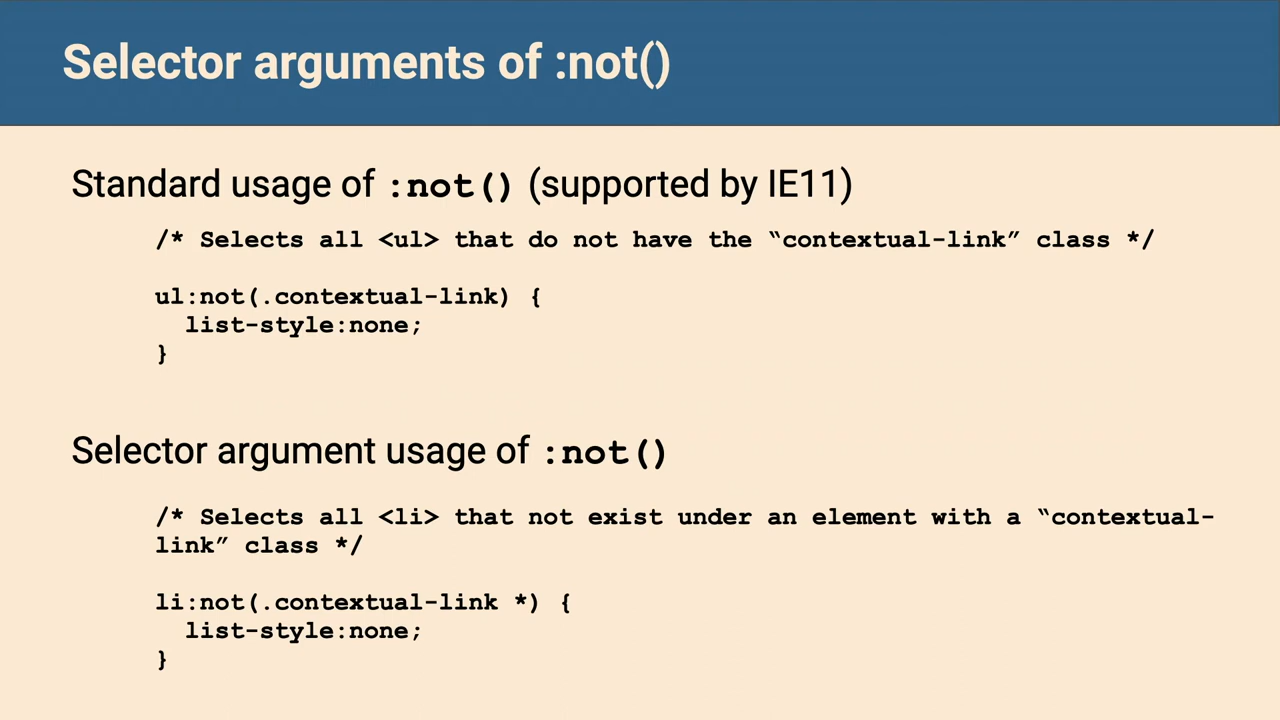 Selector arguments of :not()
Standard usage of :not() (supported by IE11)
/* Selects all <ul> that do not have the “contextual-link” class */
ul:not(.contextual-link) {
  list-style:none;
}
Selector argument usage of :not()
/* Selects all <li> that not exist under an element with a “contextual-
link” class */
li:not(.contextual-link *) {
  list-style:none;
}